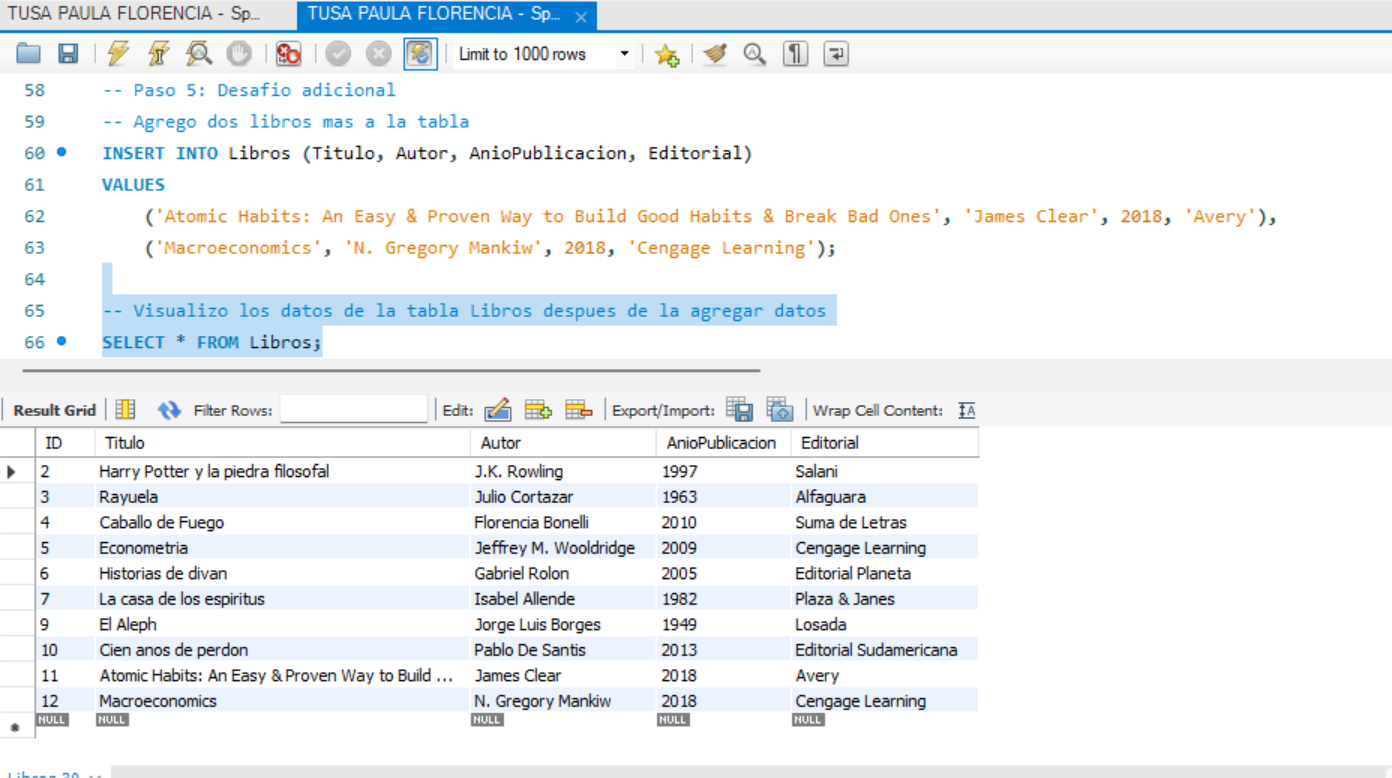 TUSA PAULA FLORENCIA - Sp... TUSA PAULA FLORENCIA - Sp...
Limit to 1000 rows
58 -- Paso 5: Desafio adicional
59 -- Agrego dos libros mas a la tabla
60 INSERT INTO Libros (Titulo, Autor, AnioPublicacion, Editorial)
61 VALUES
62 ('Atomic Habits: An Easy & Proven Way to Build Good Habits & Break Bad Ones', 'James Clear', 2018, 'Avery'),
63 ('Macroeconomics', 'N. Gregory Mankiw', 2018, 'Cengage Learning');
64
65 -- Visualizo los datos de la tabla Libros despues de la agregar datos
66 SELECT * FROM Libros;
Result Grid Filter Rows: Edit: Export/Import: Wrap Cell Content: IA
ID Titulo Autor AnioPublicacion Editorial
2 Harry Potter y la piedra filosofal J.K. Rowling 1997 Salani
3 Rayuela Julio Cortazar 1963 Alfaguara
4 Caballo de Fuego Florencia Bonelli 2010 Suma de Letras
5 Econometria Jeffrey M. Wooldridge 2009 Cengage Learning
6 Historias de divan Gabriel Rolon 2005 Editorial Planeta
7 La casa de los espiritus Isabel Allende 1982 Plaza & Janes
9 El Aleph Jorge Luis Borges 1949 Losada
10 Cien anos de perdon Pablo De Santis 2013 Editorial Sudamericana
11 Atomic Habits: An Easy & Proven Way to Build ... James Clear 2018 Avery
12 Macroeconomics N. Gregory Mankiw 2018 Cengage Learning
NULL NULL NULL NULL NULL